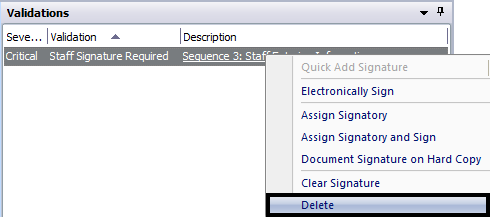 Validations
Seve... Validation Description
Critical Staff Signature Required Sequence 3: Staff
Quick Add Signature
Electronically Sign
Assign Signatory
Assign Signatory and Sign
Document Signature on Hard Copy
Clear Signature
Delete